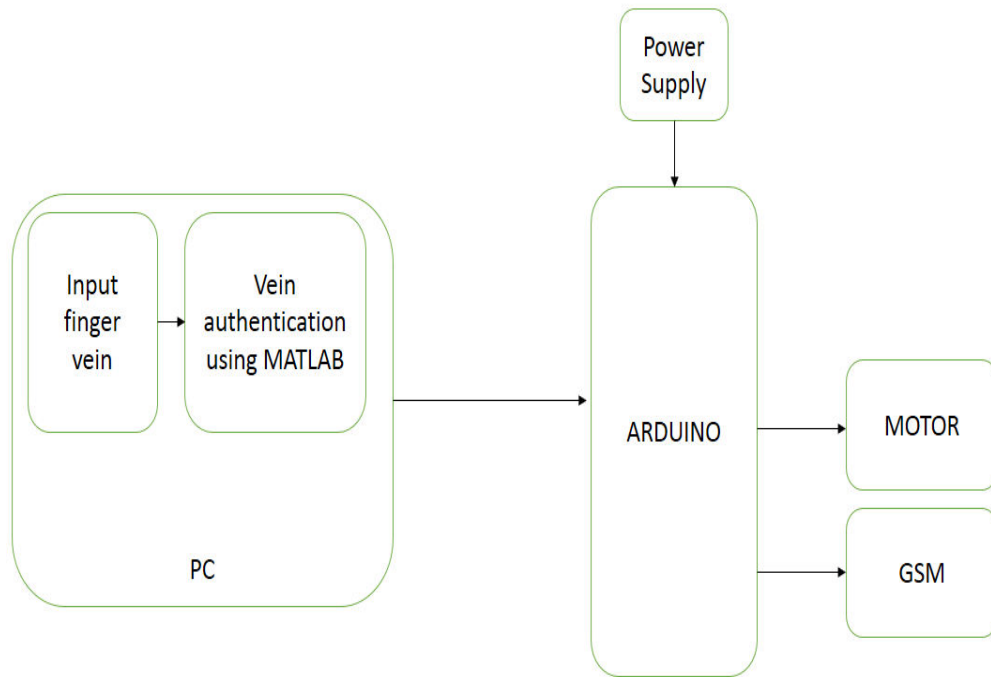 Power
Supply
Input
finger
vein
Vein
authentication
using MATLAB
ARDUINO
MOTOR
PC
GSM